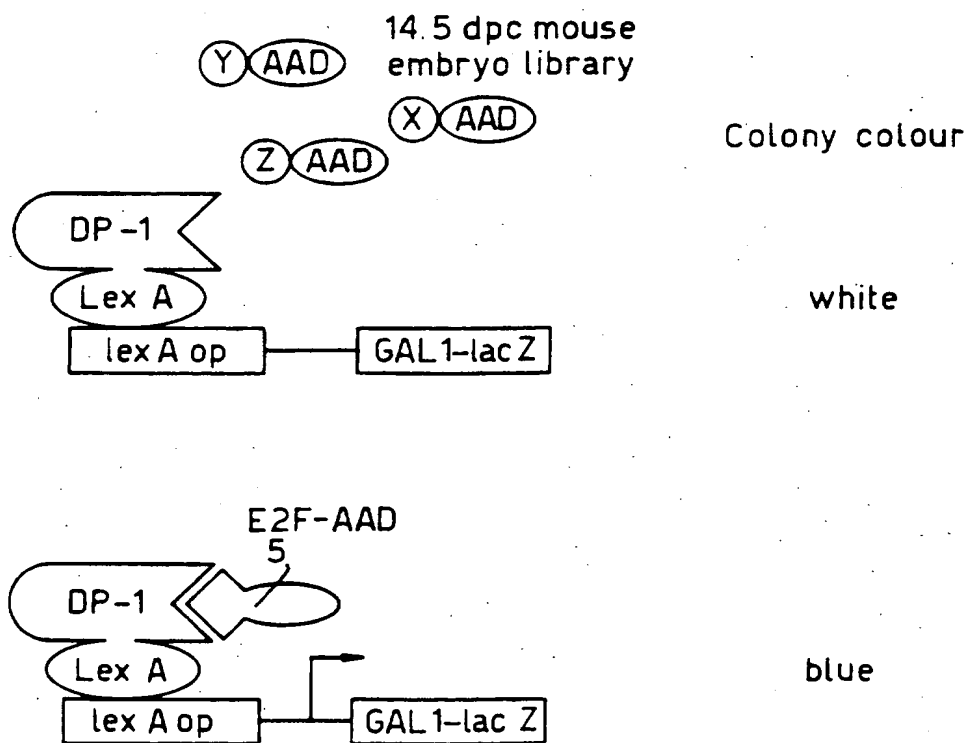 14.5 dpc mouse
embryo library
Y AAD
X AAD
Z AAD
Colony colour
DP-1
Lex A
white
lex A op
GAL1-lac Z
E2F-AAD
5
DP-1
Lex A
blue
lex A op
GAL1-lac Z